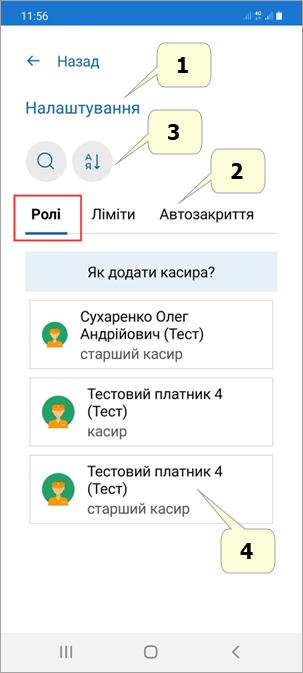 11:56
Назад
1
Налаштування
3
А
Я
2
Ролі Ліміти Автозакриття
Як додати касира?
Сухаренко Олег
Андрійович (Тест)
старший касир
Тестовий платник 4
(Тест)
касир
Тестовий платник 4
(Тест)
старший касир
4